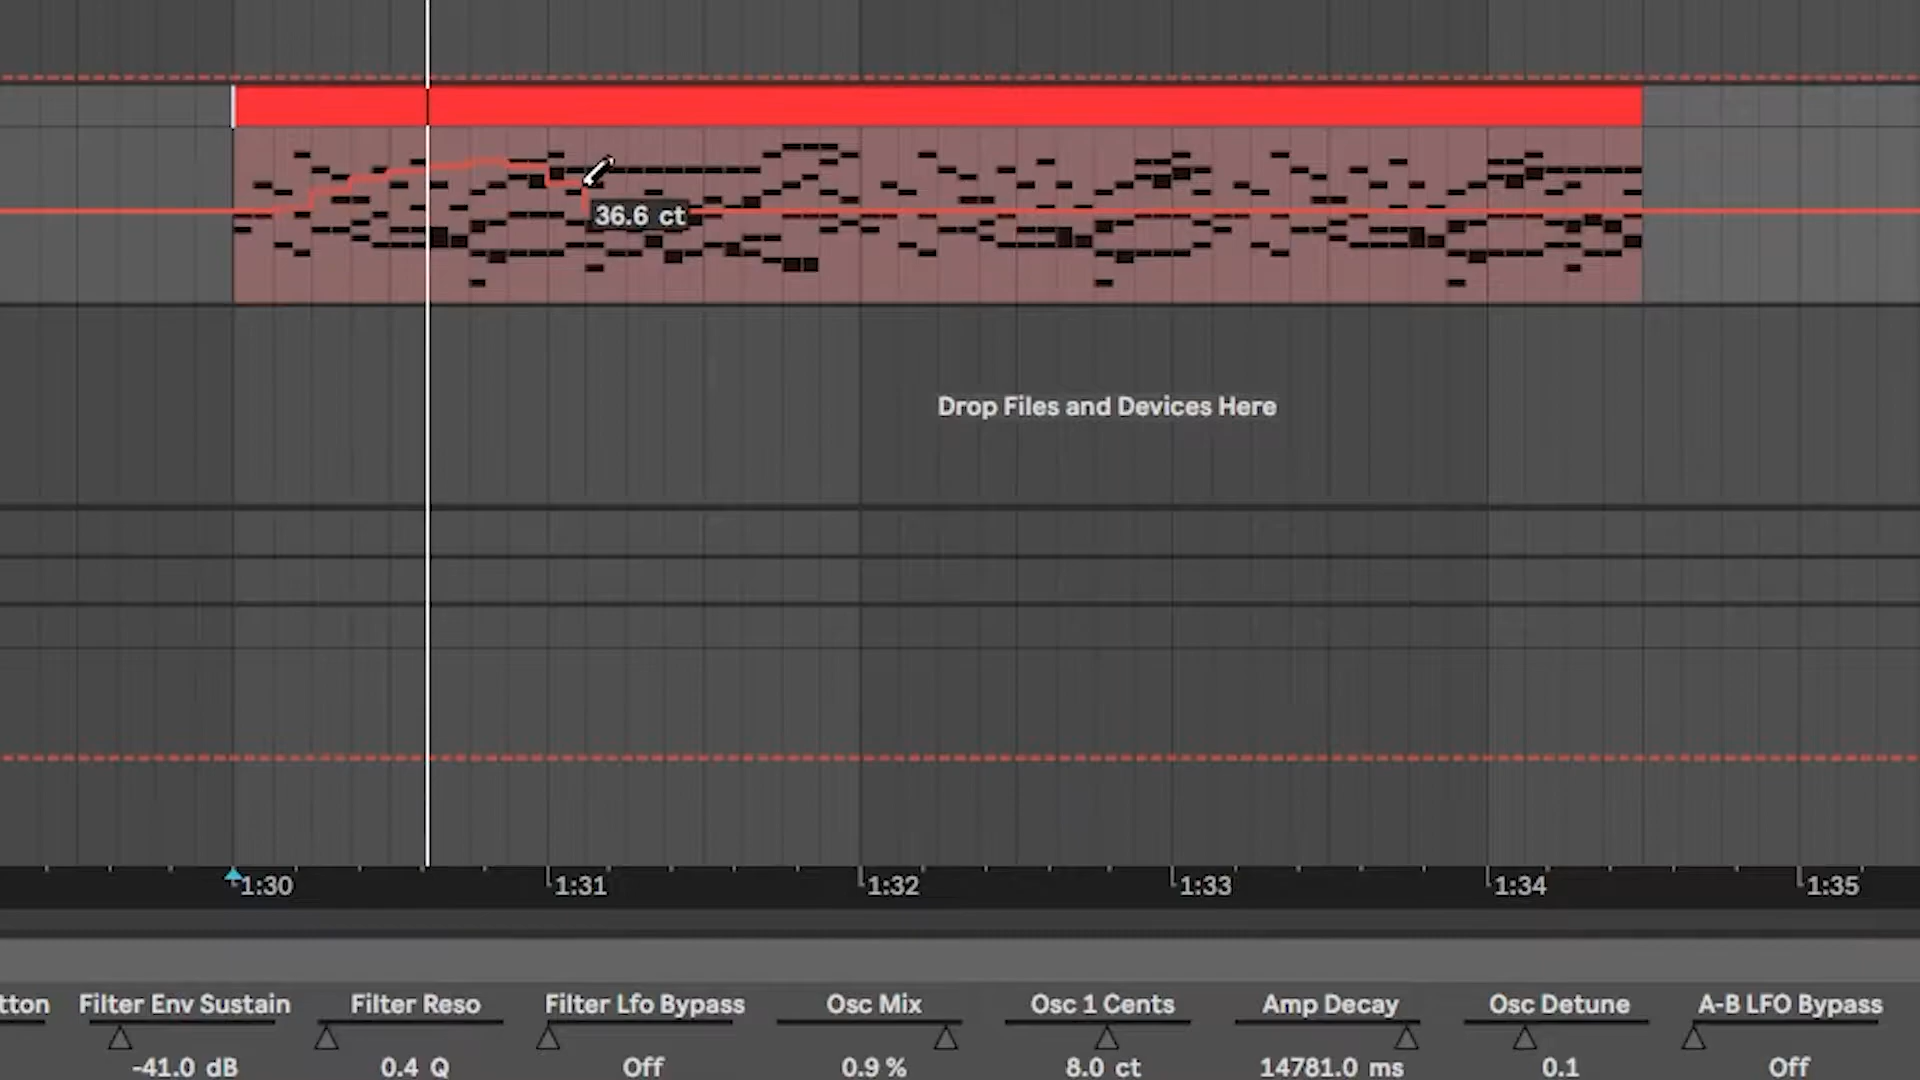 36.6 ct
Drop Files and Devices Here
1:30 1:31 1:32 1:33 1:34 1:35
tton Filter Env Sustain Filter Reso Filter Lfo Bypass Osc Mix Osc 1 Cents Amp Decay Osc Detune A-B LFO Bypass
-41.0 dB 0.4 Q Off 0.9 % 8.0 ct 14781.0 ms 0.1 Off